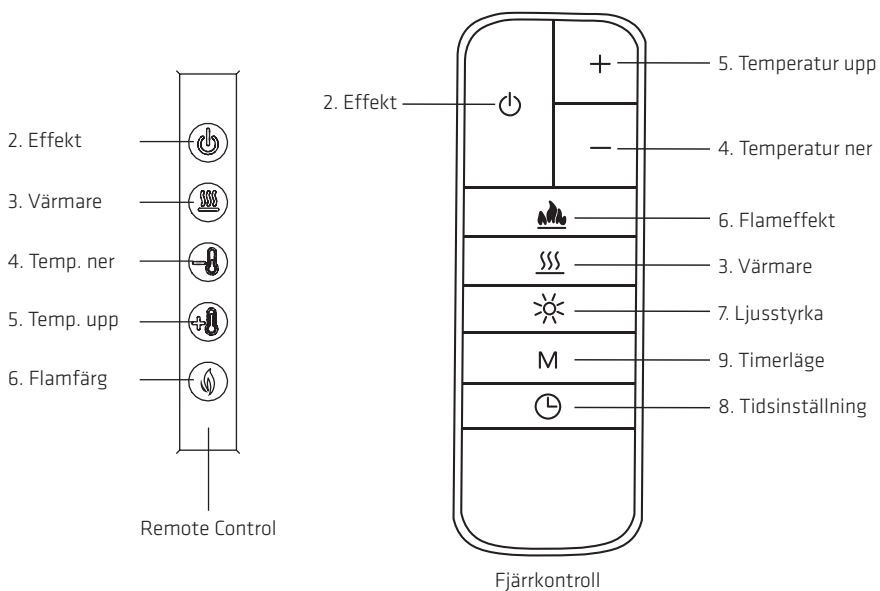 2. Effekt
3. Värmare
4. Temp. ner
5. Temp. upp
6. Flamfärg
Remote Control
2. Effekt
5. Temperatur upp
4. Temperatur ner
6. Flameffekt
3. Värmare
7. Ljusstyrka
M
9. Timerläge
8. Tidsinställning
Fjärrkontroll